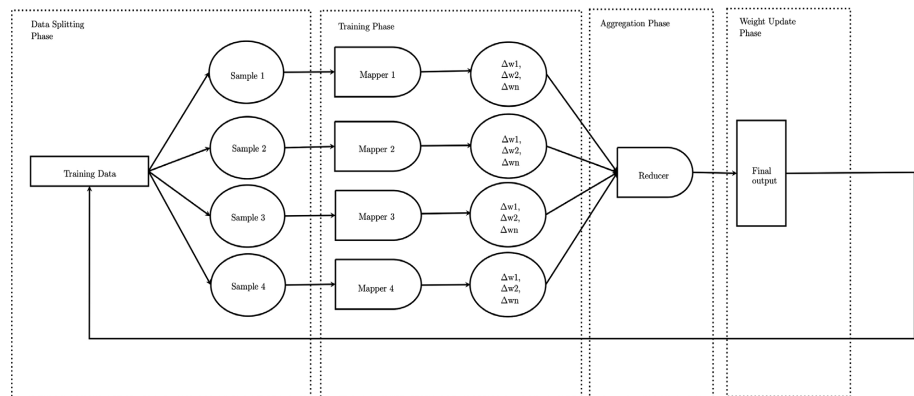 Data Splitting
Phase
Training Phase
Aggregation Phase
Weight Update
Phase
Sample 1
Mapper 1
Δw1,
Δw2,
Δwn
Sample 2
Mapper 2
Δw1,
Δw2,
Δwn
Training Data
Reducer
Final
output
Sample 3
Mapper 3
Δw1,
Δw2,
Δwn
Sample 4
Mapper 4
Δw1,
Δw2,
Δwn